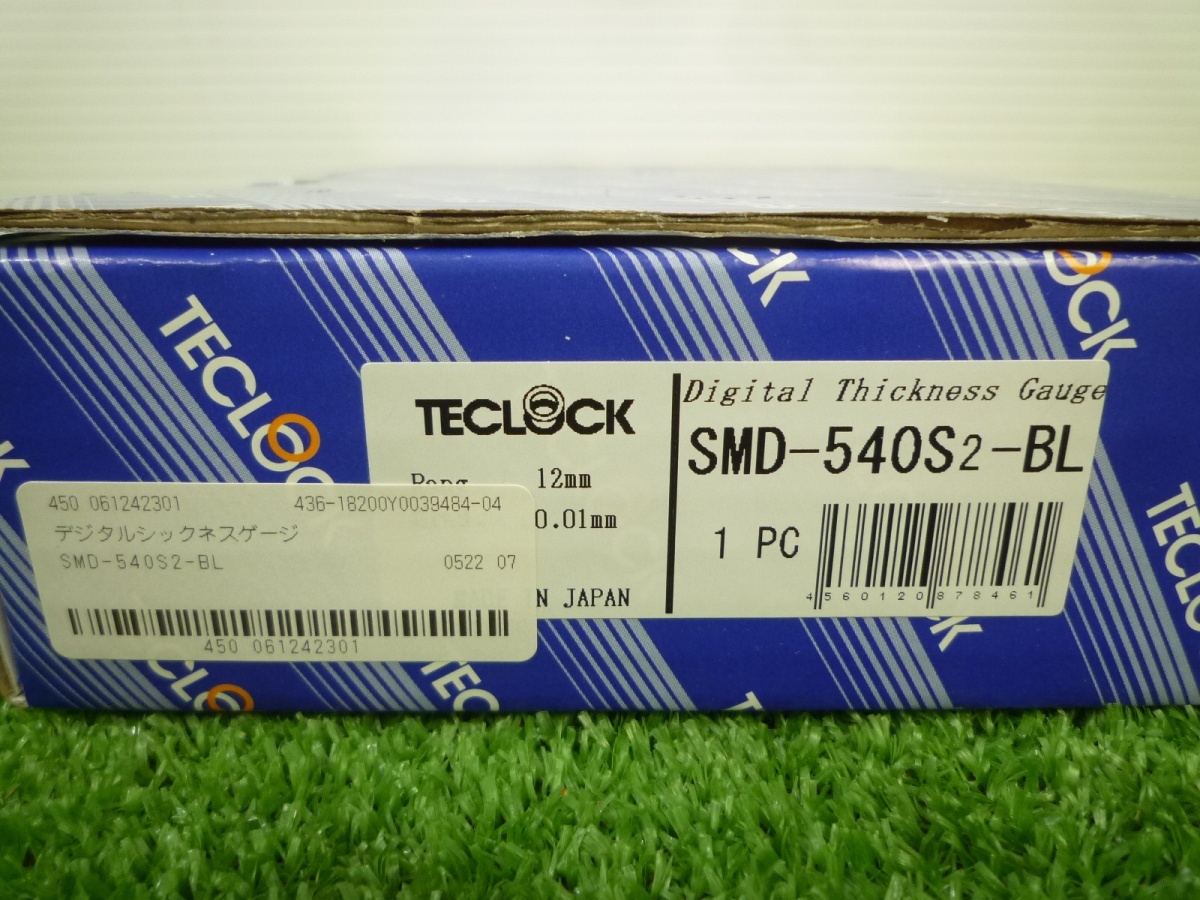 TECLOCK
TECLOCK
Digital Thickness Gauge
SMD-540S2-BL
12mm
0.01mm
1 PC
N JAPAN
4560120878461
450 061242301 436-18200Y0039484-04
デジタルシックネスゲージ
SMD-540S2-BL 0522 07
450 061242301